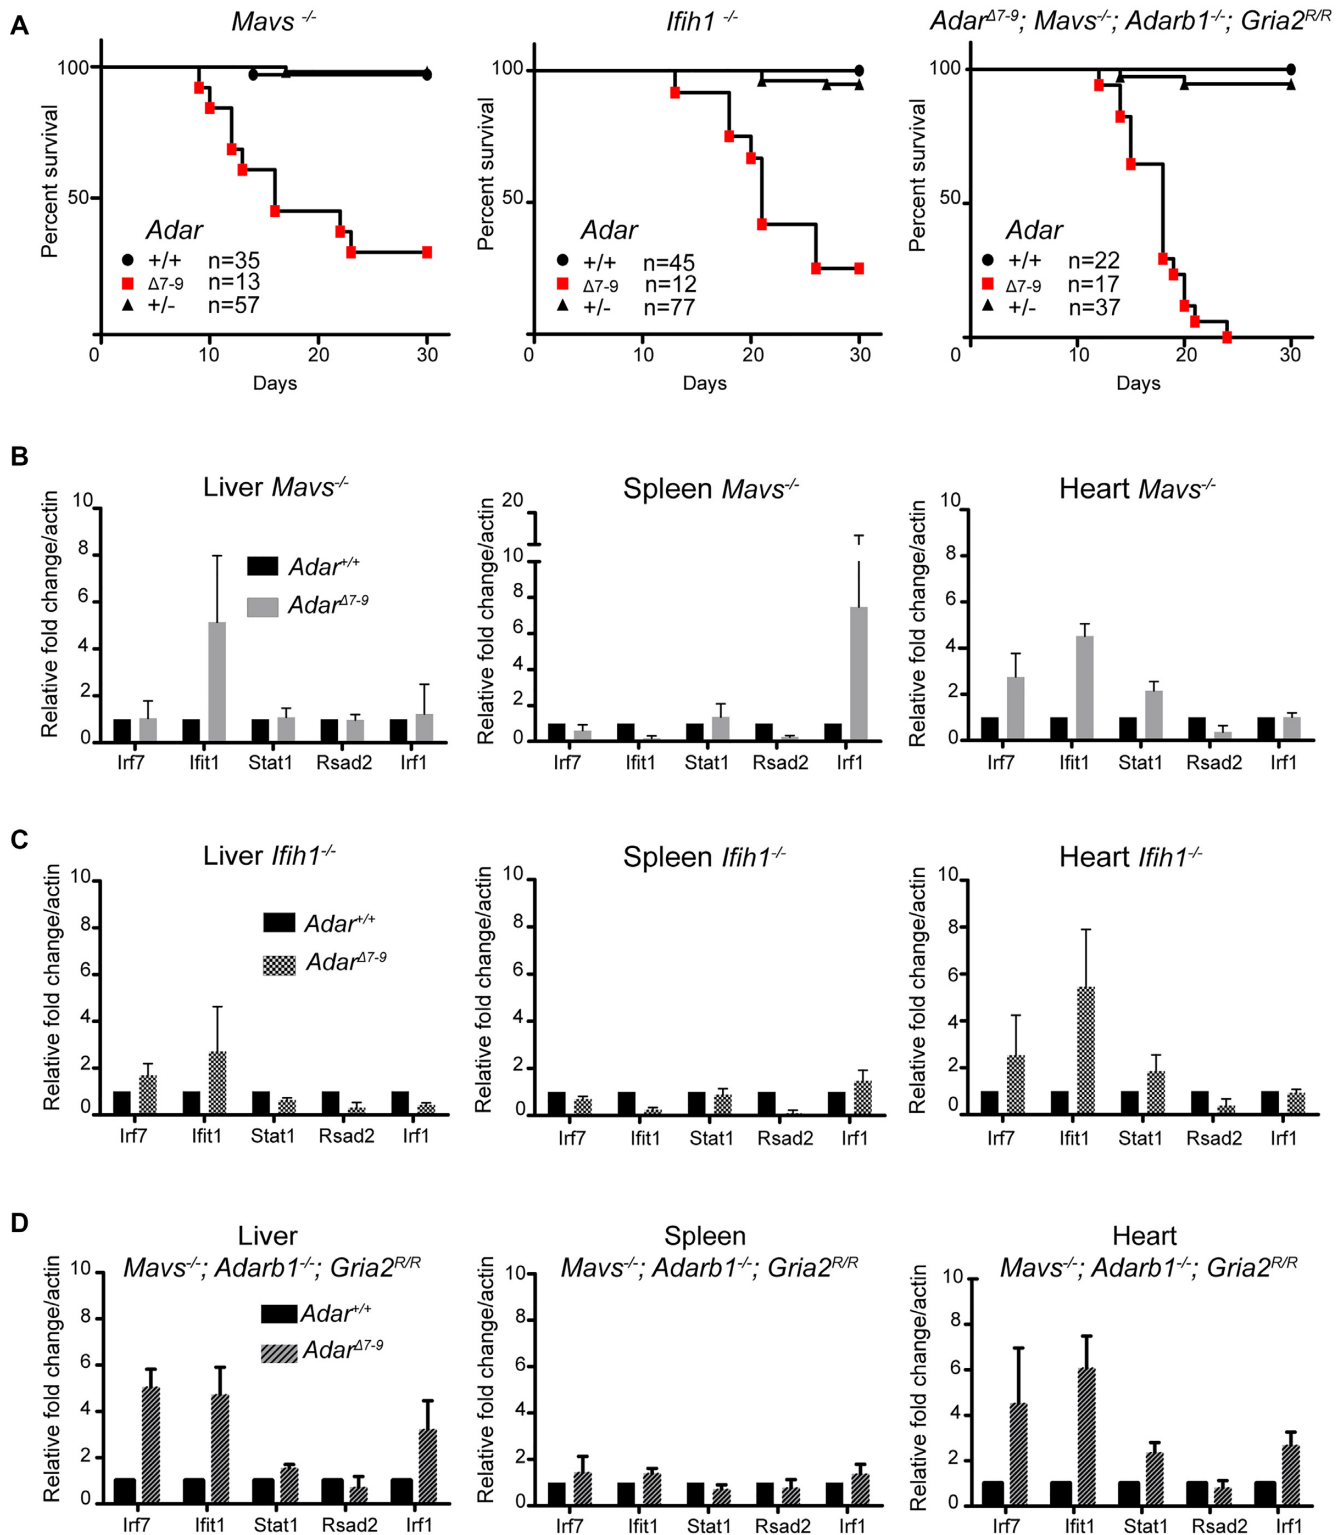 A
Mavs -/-
Ifih1 -/-
AdarΔ7-9; Mavs-/-; Adarb1-/-; Gria2R/R
Percent survival
100
50
0
10
20
30
Days
Adar
+/+ n=35
Δ7-9 n=13
+/- n=57
Percent survival
100
50
0
10
20
30
Days
Adar
+/+ n=45
Δ7-9 n=12
+/- n=77
Percent survival
100
50
0
10
20
30
Days
Adar
+/+ n=22
Δ7-9 n=17
+/- n=37
B
Liver Mavs-/-
Relative fold change/actin
10
8
6
4
2
0
Adar+/+
AdarΔ7-9
Irf7 Ifit1 Stat1 Rsad2 Irf1
Spleen Mavs-/-
Relative fold change/actin
20
10
8
6
4
2
0
Irf7 Ifit1 Stat1 Rsad2 Irf1
Heart Mavs-/-
Relative fold change/actin
10
8
6
4
2
0
Irf7 Ifit1 Stat1 Rsad2 Irf1
C
Liver Ifih1-/-
Relative fold change/actin
10
8
6
4
2
0
Adar+/+
AdarΔ7-9
Irf7 Ifit1 Stat1 Rsad2 Irf1
Spleen Ifih1-/-
Relative fold change/actin
10
8
6
4
2
0
Irf7 Ifit1 Stat1 Rsad2 Irf1
Heart Ifih1-/-
Relative fold change/actin
10
8
6
4
2
0
Irf7 Ifit1 Stat1 Rsad2 Irf1
D
Liver
Mavs-/-; Adarb1-/-; Gria2R/R
Relative fold change/actin
10
8
6
4
2
0
Adar+/+
AdarΔ7-9
Irf7 Ifit1 Stat1 Rsad2 Irf1
Spleen
Mavs-/-; Adarb1-/-; Gria2R/R
Relative fold change/actin
10
8
6
4
2
0
Irf7 Ifit1 Stat1 Rsad2 Irf1
Heart
Mavs-/-; Adarb1-/-; Gria2R/R
Relative fold change/actin
10
8
6
4
2
0
Irf7 Ifit1 Stat1 Rsad2 Irf1